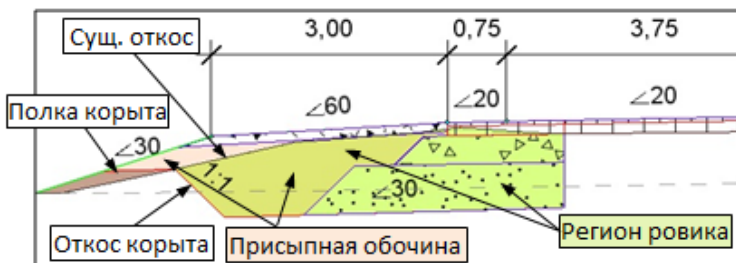 3,00
0,75
3,75
Сущ. откос
∠60
∠20
∠20
Полка корыта
∠30
1:1
∠30
Откос корыта
Присыпная обочина
Регион ровика